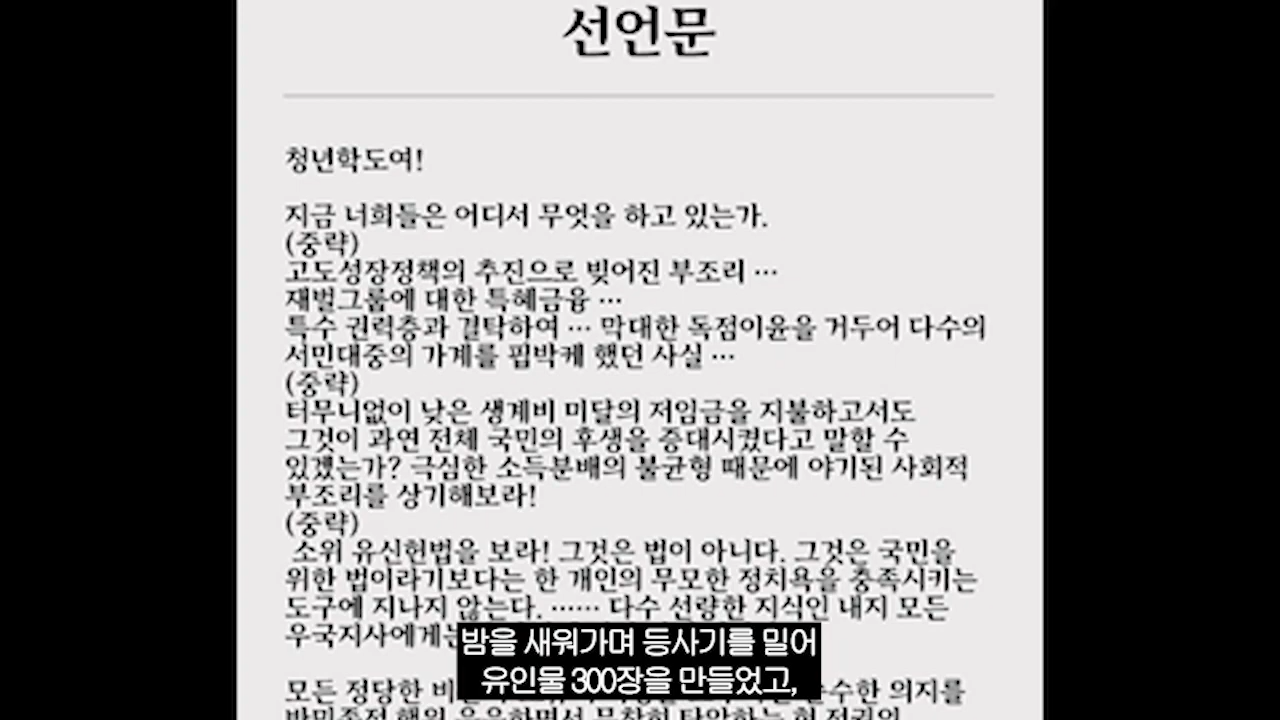 선언문
청년학도여!
지금 너희들은 어디서 무엇을 하고 있는가.
(중략)
고도성장정책의 추진으로 빚어진 부조리 …
재벌그룹에 대한 특혜금융 …
특수 권력층과 결탁하여 … 막대한 독점이윤을 거두어 다수의
서민대중의 가계를 핍박케 했던 사실 …
(중략)
터무니없이 낮은 생계비 미달의 저임금을 지불하고서도
그것이 과연 전체 국민의 후생을 증대시켰다고 말할 수
있겠는가? 극심한 소득분배의 불균형 때문에 야기된 사회적
부조리를 상기해보라!
(중략)
소위 유신헌법을 보라! 그것은 법이 아니다. 그것은 국민을
위한 법이라기보다는 한 개인의 무모한 정치욕을 충족시키는
도구에 지나지 않는다. …… 다수 선량한 지식인 내지 모든
우국지사에게는
밤을 새워가며 등사기를 밀어
유인물 300장을 만들었고,
모든 정당한 순수한 의지를